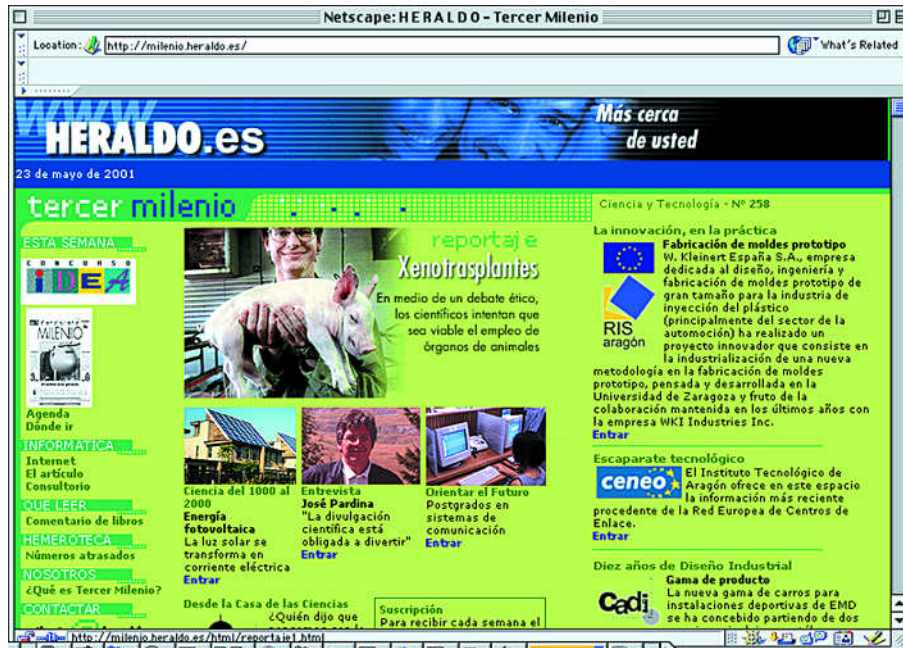 Netscape: HERALDO - Tercer Milenio
Location: http://milenio.heraldo.es/
What's Related
www
HERALDO.es
Más cerca
de usted
23 de mayo de 2001
tercer milenio
Ciencia y Tecnología - Nº 258
ESTA SEMANA
CONCURSO
iDEA
MILENIO
Agenda
Dónde ir
INFORMATICA
Internet
El artículo
Consultorio
QUE LEER
Comentario de libros
HEMEROTECA
Números atrasados
NOSOTROS
¿Qué es Tercer Milenio?
CONTACTAR
reportaje
Xenotrasplantes
En medio de un debate ético,
los científicos intentan que
sea viable el empleo de
órganos de animales
Ciencia del 1000 al
2000
Energía
fotovoltaica
La luz solar se
transforma en
corriente eléctrica
Entrar
Entrevista
José Pardina
"La divulgación
científica está
obligada a divertir"
Entrar
Orientar el Futuro
Postgrados en
sistemas de
comunicación
Entrar
Desde la Casa de las Ciencias
¿Quién dijo que
Suscripción
Para recibir cada semana el
La innovación, en la práctica
RIS
aragón
Fabricación de moldes prototipo
W. Kleinert España S.A., empresa
dedicada al diseño, ingeniería y
fabricación de moldes prototipo de
gran tamaño para la industria de
inyección del plástico
(principalmente del sector de la
automoción) ha realizado un
proyecto innovador que consiste en
la industrialización de una nueva
metodología en la fabricación de moldes
prototipo, pensada y desarrollada en la
Universidad de Zaragoza y fruto de la
colaboración mantenida en los últimos años con
la empresa WKI Industries Inc.
Entrar
Escaparate tecnológico
ceneo
El Instituto Tecnológico de
Aragón ofrece en este espacio
la información más reciente
procedente de la Red Europea de Centros de
Enlace.
Entrar
Diez años de Diseño Industrial
Cadi
Gama de producto
La nueva gama de carros para
instalaciones deportivas de EMD
se ha concebido partiendo de dos
http://milenio.heraldo.es/html/reportaje1.html